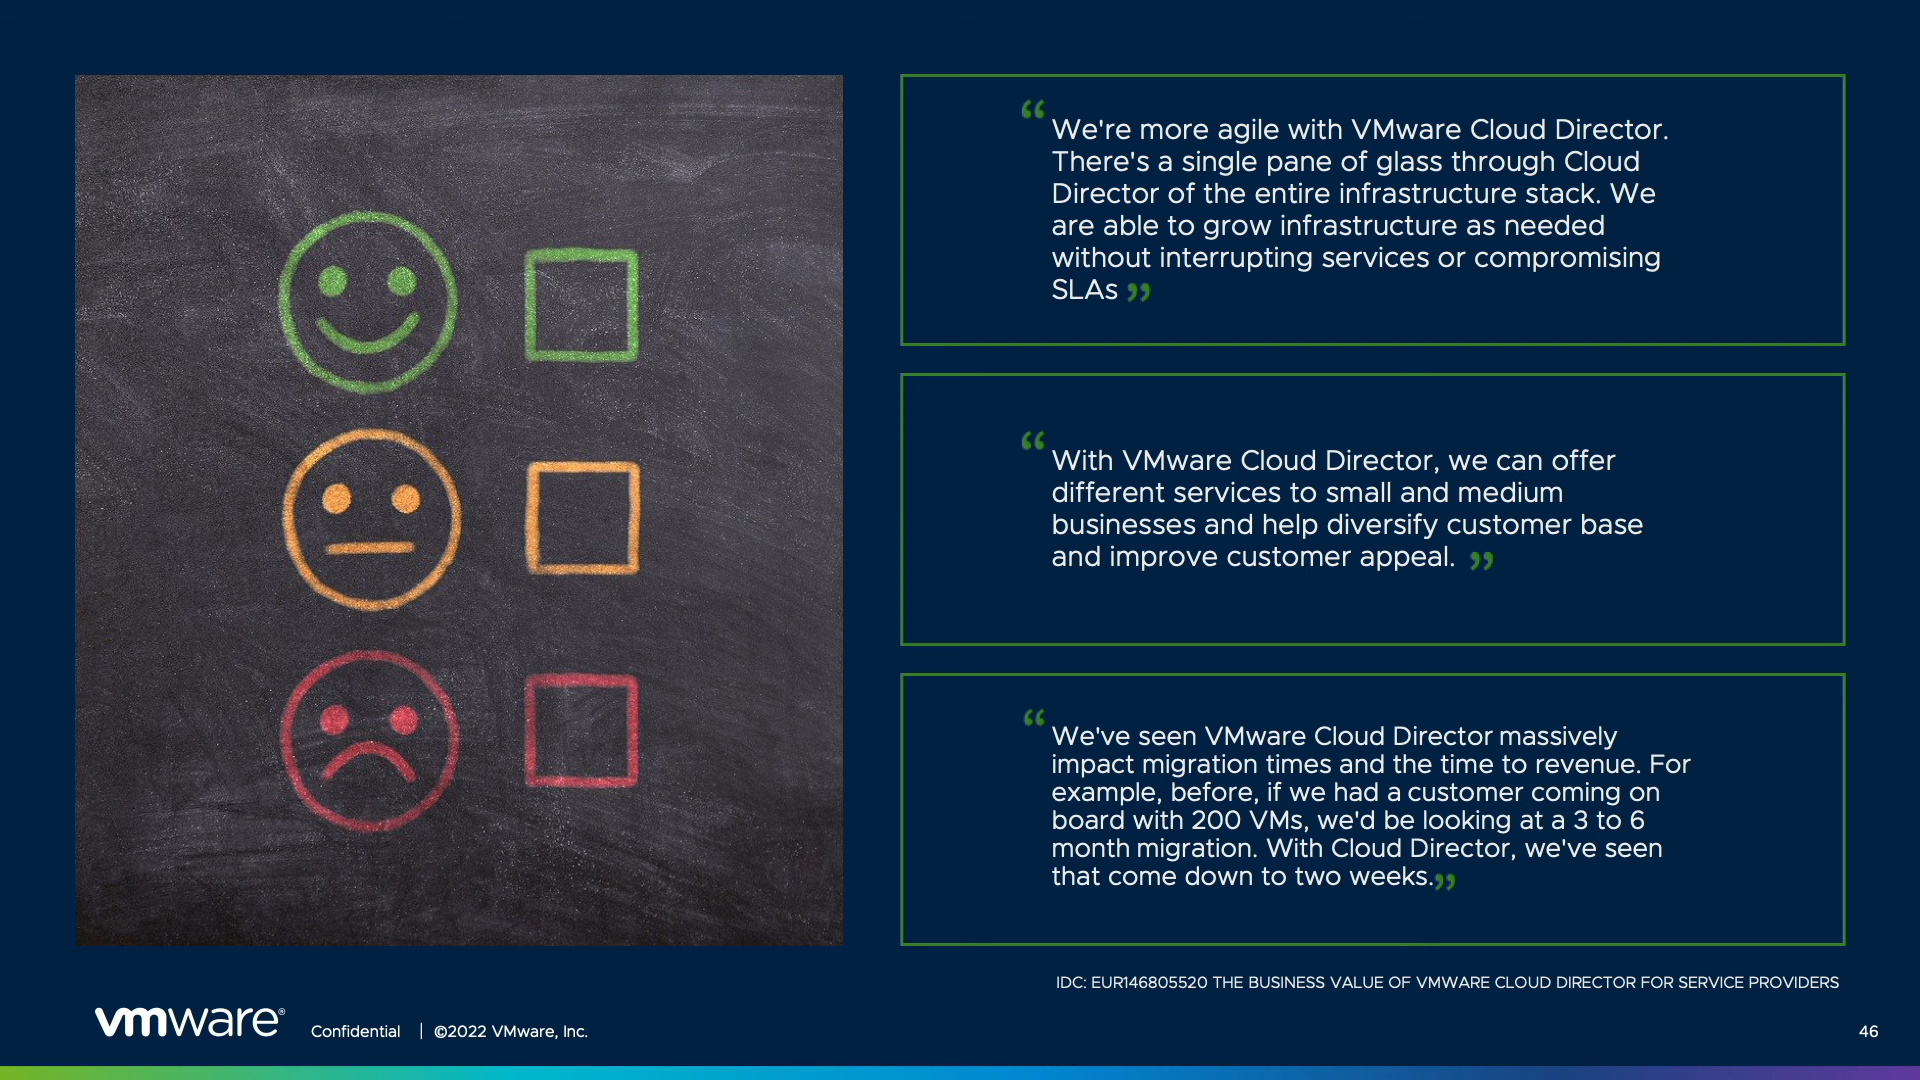 “We're more agile with VMware Cloud Director.
There's a single pane of glass through Cloud
Director of the entire infrastructure stack. We
are able to grow infrastructure as needed
without interrupting services or compromising
SLAs ”
“With VMware Cloud Director, we can offer
different services to small and medium
businesses and help diversify customer base
and improve customer appeal. ”
“We've seen VMware Cloud Director massively
impact migration times and the time to revenue. For
example, before, if we had a customer coming on
board with 200 VMs, we'd be looking at a 3 to 6
month migration. With Cloud Director, we've seen
that come down to two weeks.”
IDC: EUR146805520 THE BUSINESS VALUE OF VMWARE CLOUD DIRECTOR FOR SERVICE PROVIDERS
vmware® Confidential | ©2022 VMware, Inc. 46